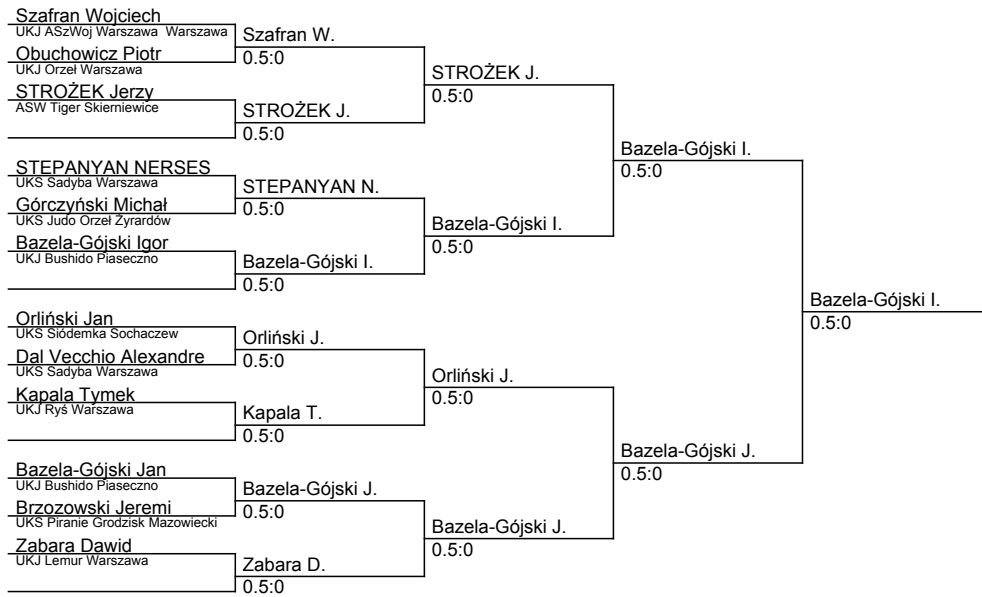 Szafran Wojciech
UKJ ASzWoj Warszawa  Warszawa
Szafran W.
Obuchowicz Piotr
0.5:0
UKJ Orzeł Warszawa
STROŻEK J.
STROŻEK Jerzy
0.5:0
ASW Tiger Skierniewice
STROŻEK J.
0.5:0
Bazela-Gójski I.
STEPANYAN NERSES
0.5:0
UKS Sadyba Warszawa
STEPANYAN N.
Górczyński Michał
0.5:0
UKS Judo Orzeł Żyrardów
Bazela-Gójski I.
Bazela-Gójski Igor
0.5:0
UKJ Bushido Piaseczno
Bazela-Gójski I.
0.5:0
Bazela-Gójski I.
Orliński Jan
0.5:0
UKS Siódemka Sochaczew
Orliński J.
Dal Vecchio Alexandre
0.5:0
UKS Sadyba Warszawa
Orliński J.
Kapala Tymek
0.5:0
UKJ Ryś Warszawa
Kapala T.
0.5:0
Bazela-Gójski J.
Bazela-Gójski Jan
0.5:0
UKJ Bushido Piaseczno
Bazela-Gójski J.
Brzozowski Jeremi
0.5:0
UKS Piranie Grodzisk Mazowiecki
Bazela-Gójski J.
Zabara Dawid
0.5:0
UKJ Lemur Warszawa
Zabara D.
0.5:0